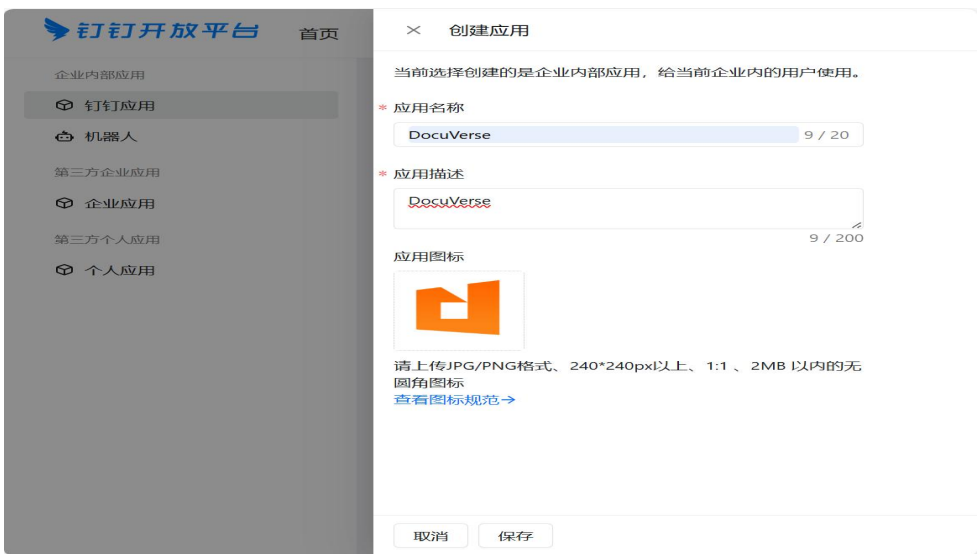 钉钉开放平台
首页
企业内部应用
钉钉应用
机器人
第三方企业应用
企业应用
第三方个人应用
个人应用
创建应用
当前选择创建的是企业内部应用，给当前企业内的用户使用。
* 应用名称
DocuVerse 9 / 20
* 应用描述
DocuVerse
9 / 200
应用图标
请上传JPG/PNG格式、240*240px以上、1:1 、2MB 以内的无
圆角图标
查看图标规范→
取消 保存